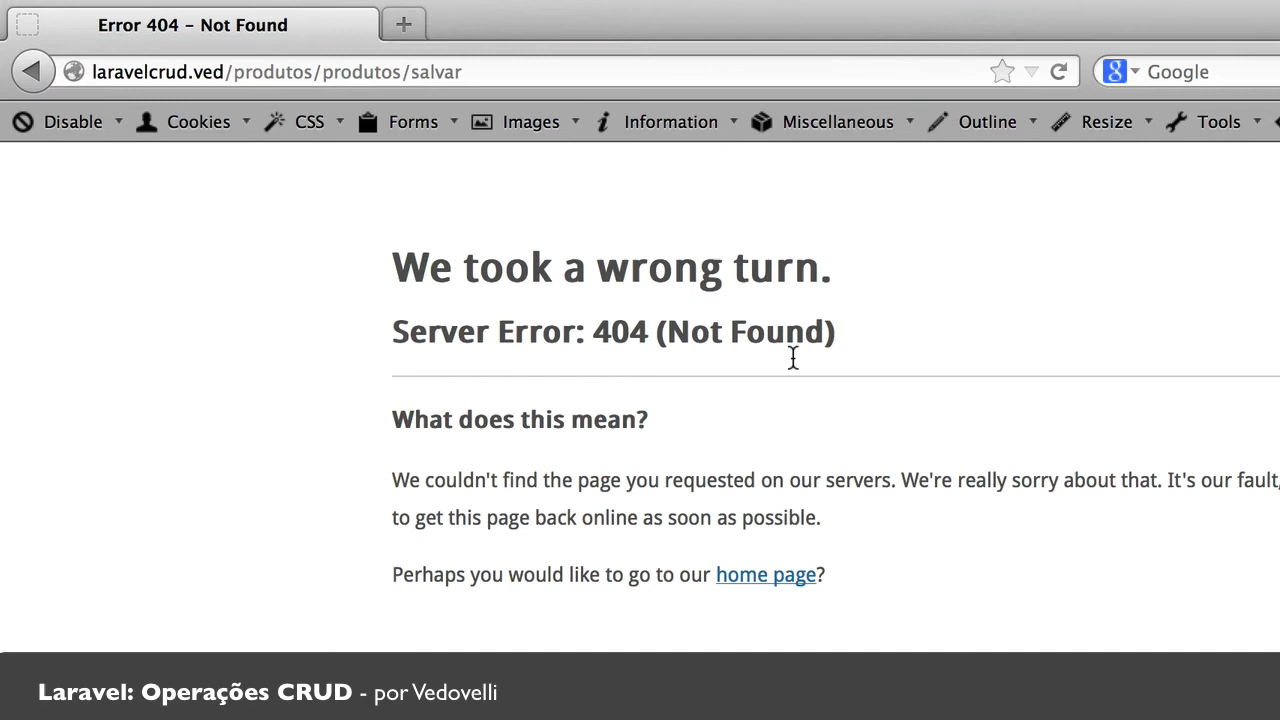 Error 404 - Not Found
laravelcrud.ved/produtos/produtos/salvar
Google
Disable Cookies CSS Forms Images Information Miscellaneous Outline Resize Tools
We took a wrong turn.
Server Error: 404 (Not Found)
What does this mean?
We couldn't find the page you requested on our servers. We're really sorry about that. It's our fault,
to get this page back online as soon as possible.
Perhaps you would like to go to our home page?
Laravel: Operações CRUD - por Vedovelli